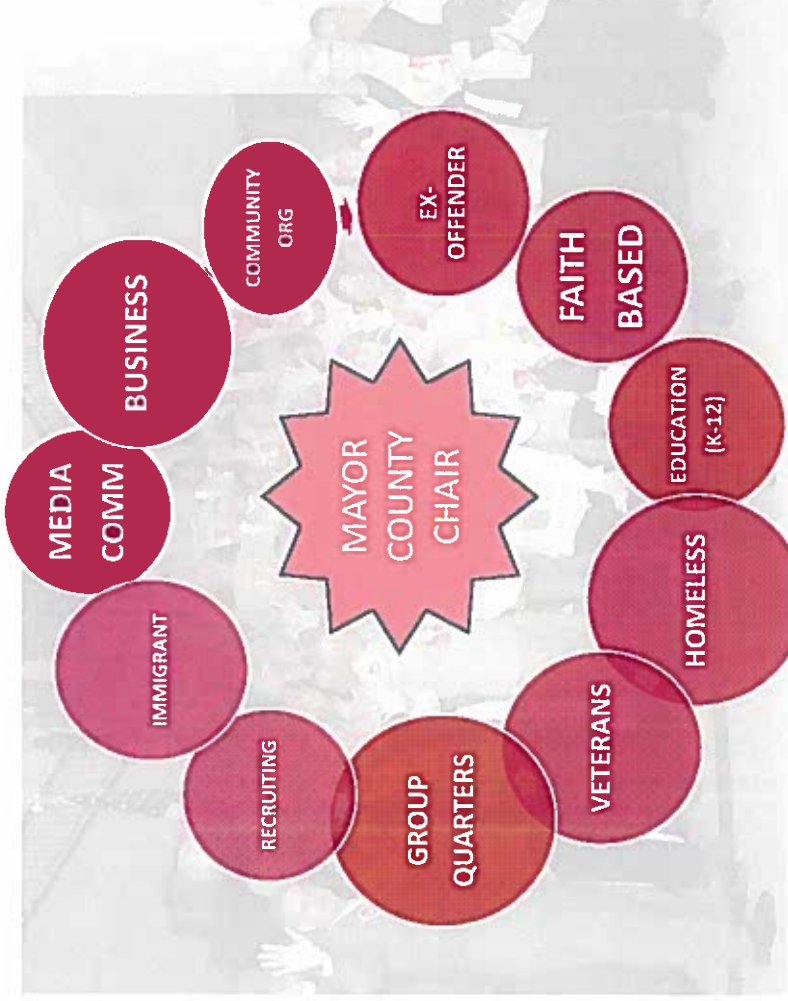 MEDIA
COMM
BUSINESS
COMMUNITY
ORG
EX-
OFFENDER
FAITH
BASED
EDUCATION
(K-12)
HOMELESS
VETERANS
GROUP
QUARTERS
RECRUITING
IMMIGRANT
MAYOR
COUNTY
CHAIR